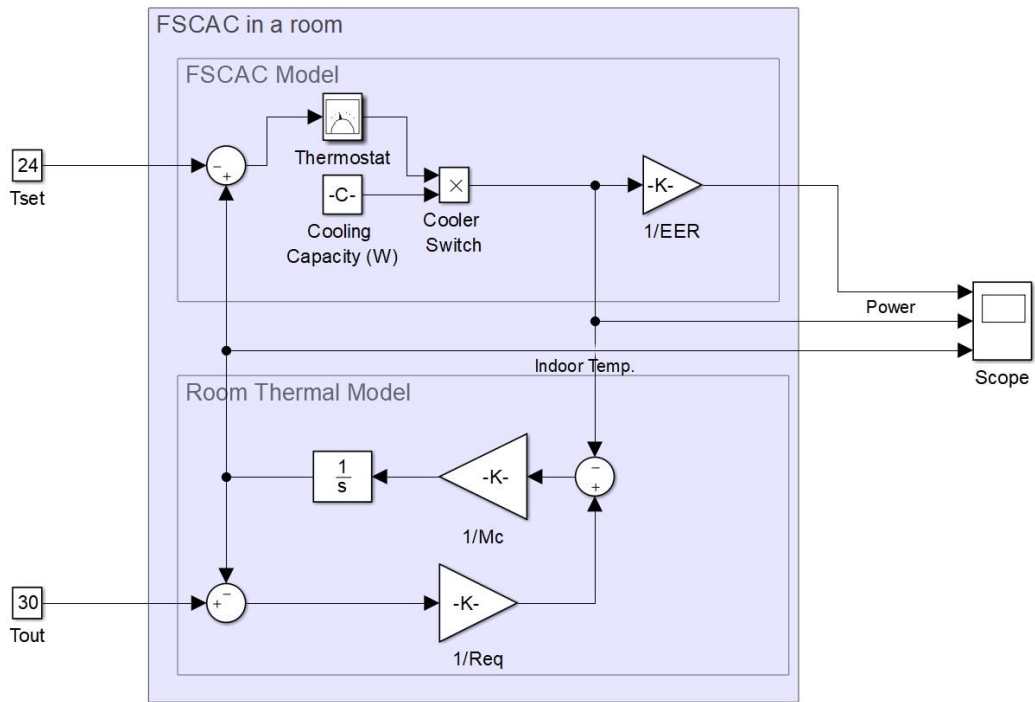 FSCAC in a room
FSCAC Model
24
Tset
-
+
Thermostat
-C-
Cooling
Capacity (W)
×
Cooler
Switch
-K-
1/EER
Power
Indoor Temp.
Scope
Room Thermal Model
1
s
-K-
1/Mc
-
+
30
Tout
+
-
-K-
1/Req